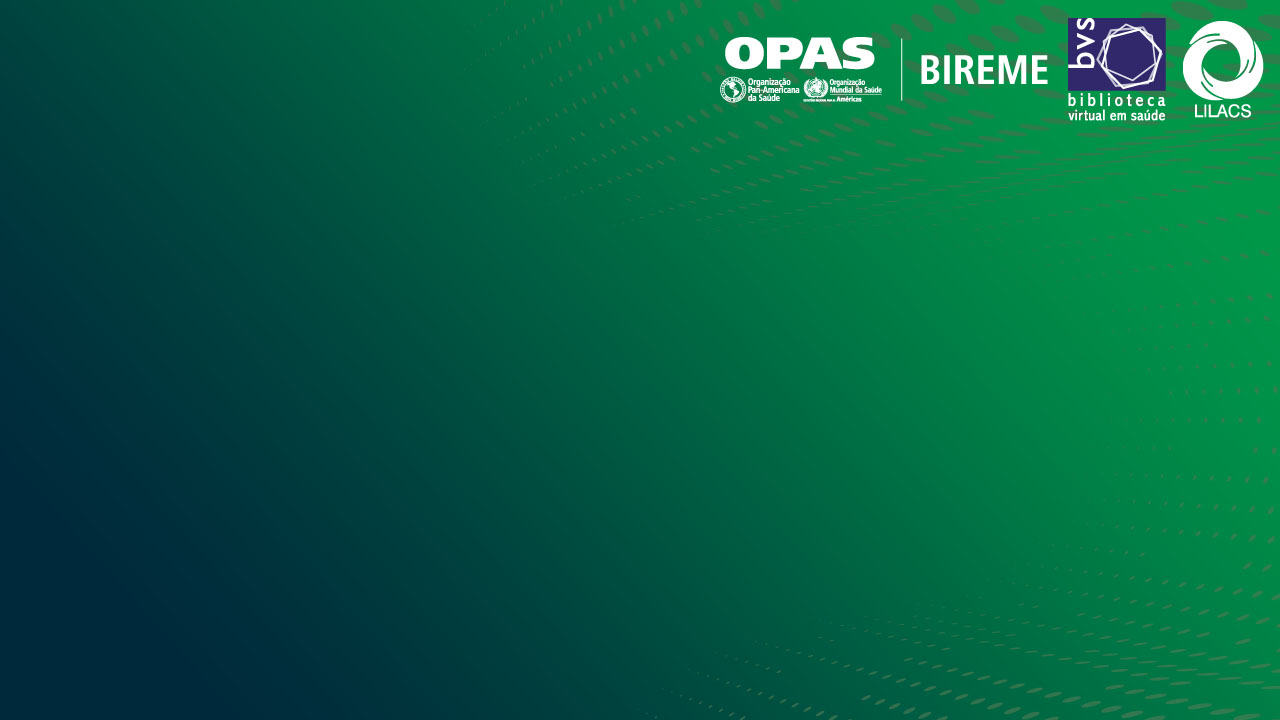 OPAS
Organização
Pan-Americana
da Saúde
Organização
Mundial da Saúde
Américas
BIREME
bvs
biblioteca
virtual em saúde
LILACS